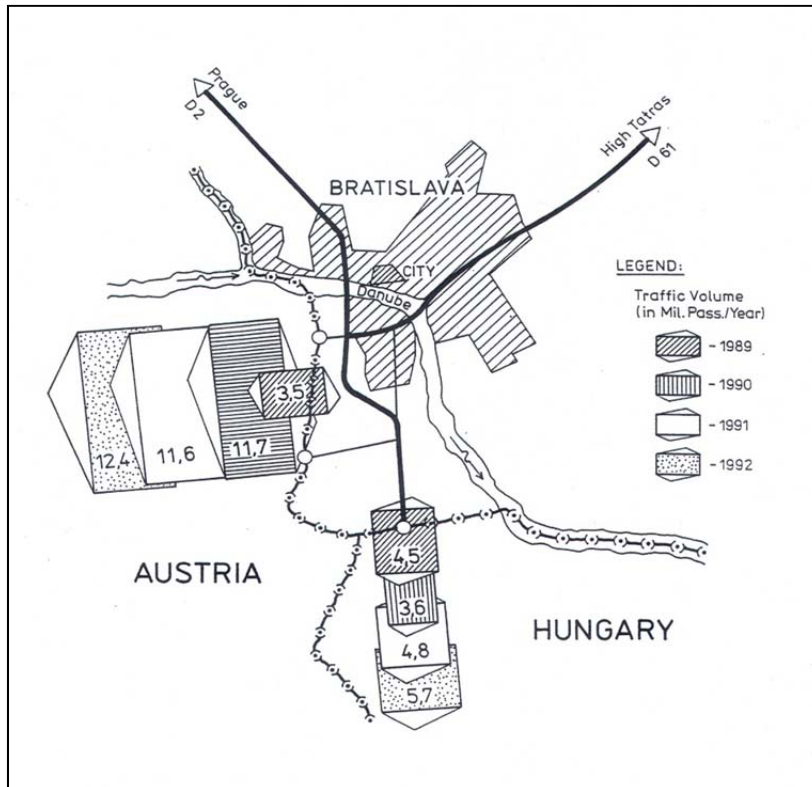 Prague
D2
High Tatras
D 61
BRATISLAVA
CITY
Danube
LEGEND:
Traffic Volume
(in Mil. Pass./Year)
- 1989
- 1990
- 1991
- 1992
3,5
12,4
11,6
11,7
4,5
3,6
4,8
5,7
AUSTRIA
HUNGARY